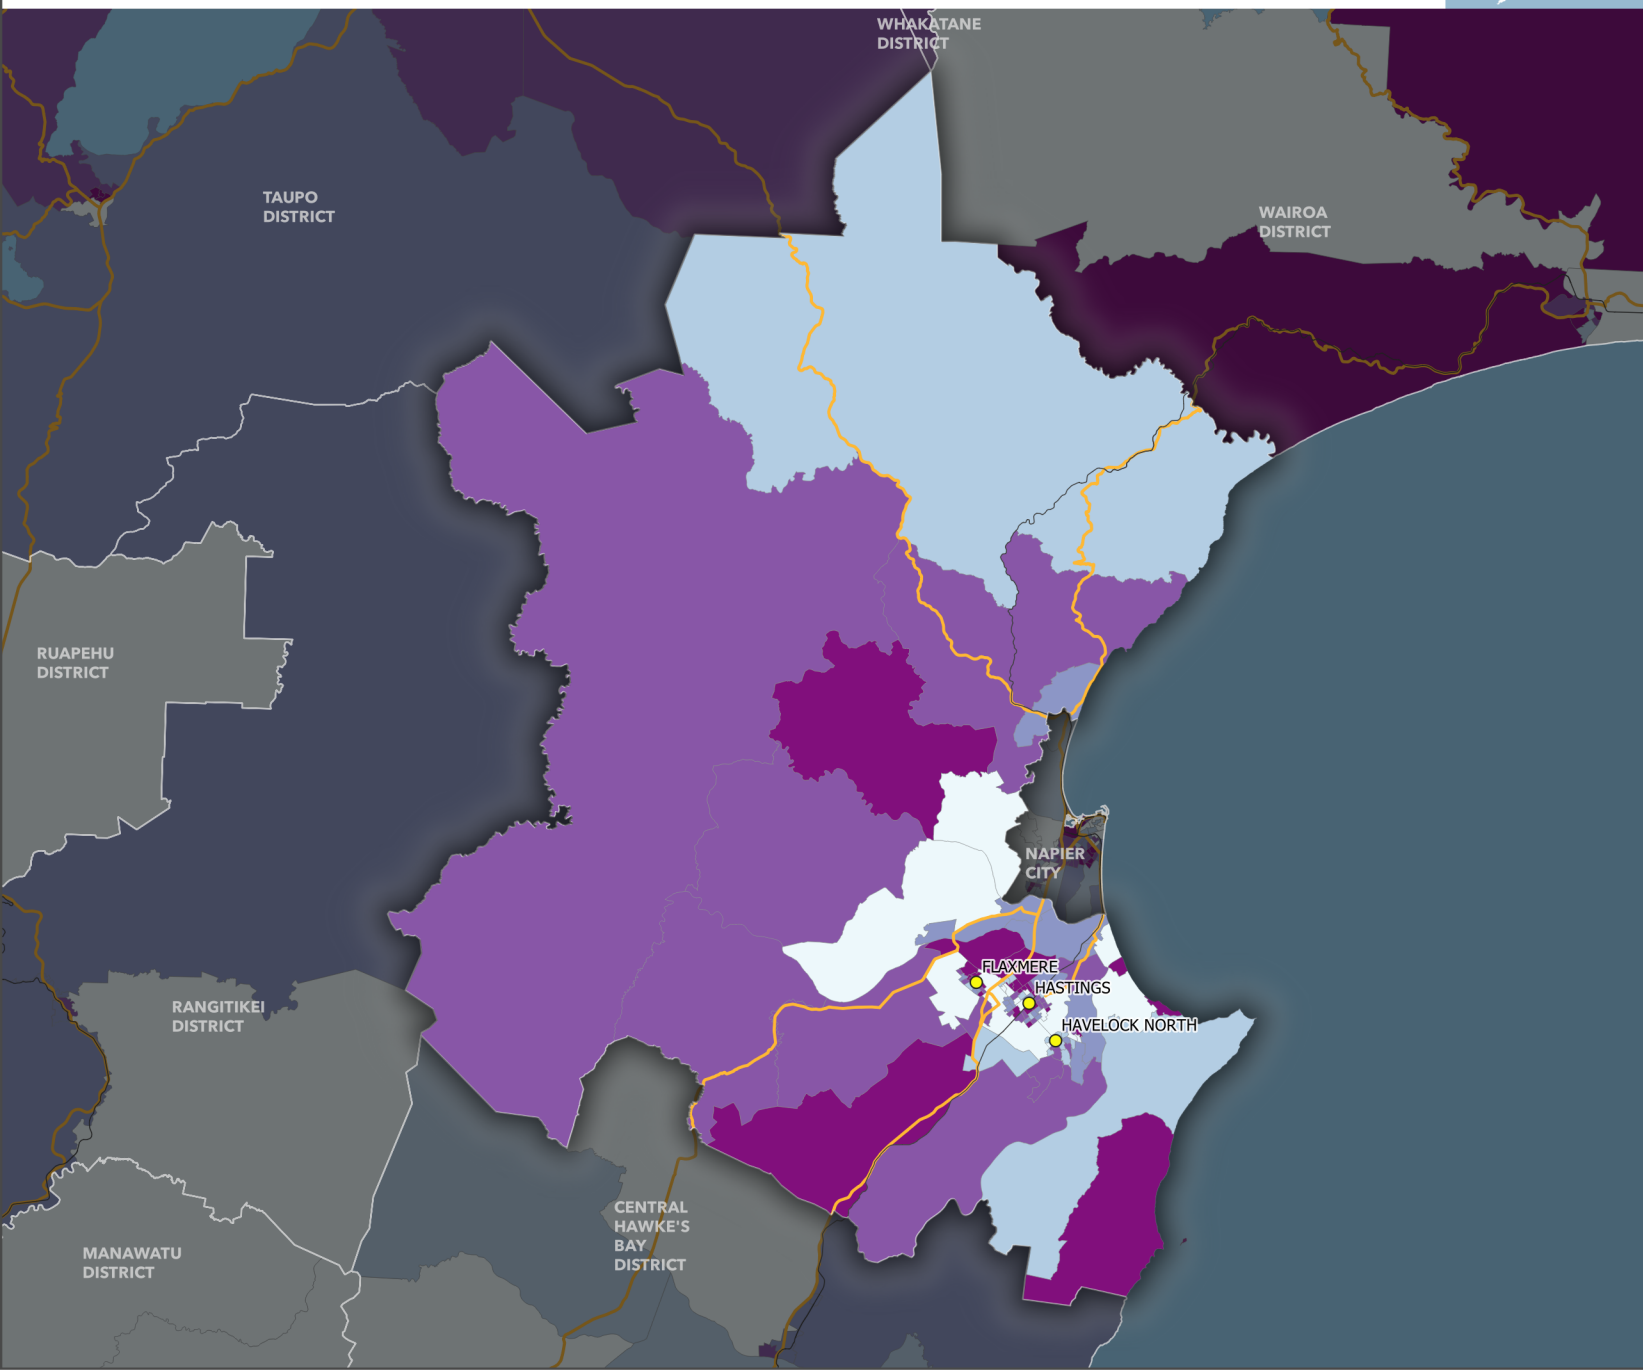 WHAKATANE
DISTRICT
TAUPO
DISTRICT
WAIROA
DISTRICT
RUAPEHU
DISTRICT
NAPIER
CITY
FLAXMERE
HASTINGS
RANGITIKEI
DISTRICT
HAVELOCK NORTH
CENTRAL
HAWKE'S
BAY
DISTRICT
MANAWATU
DISTRICT